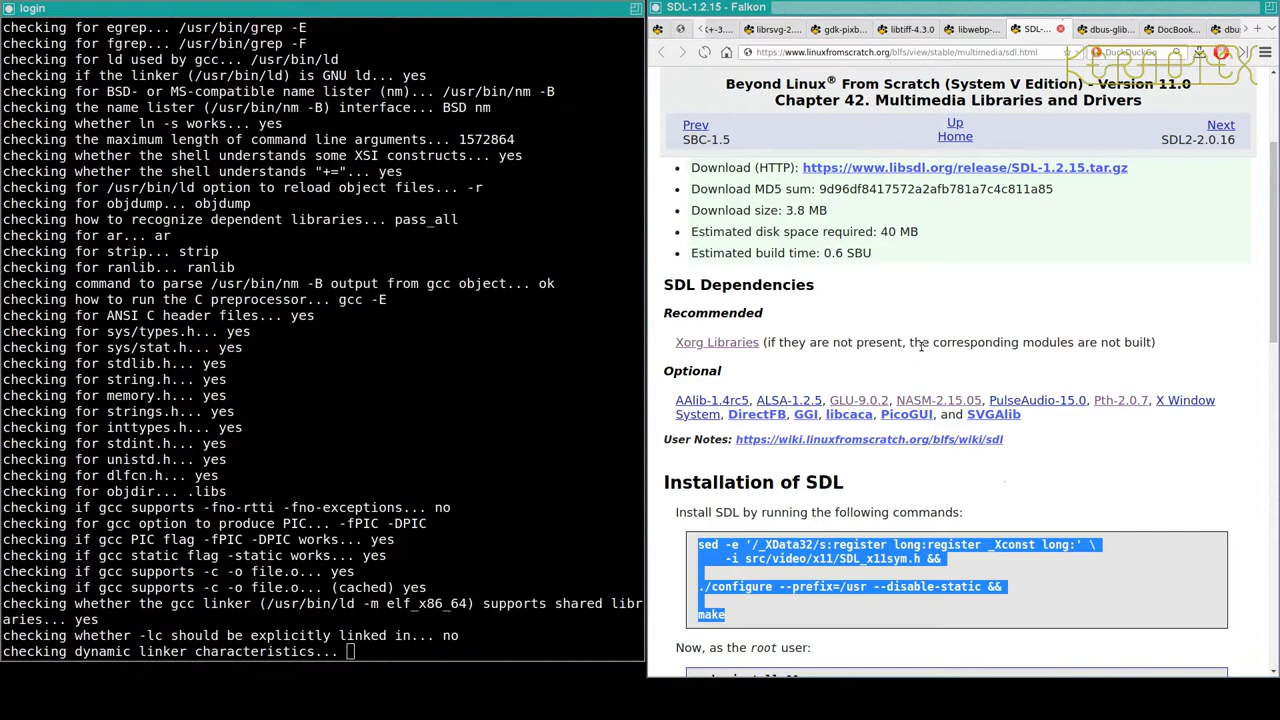 login
checking for egrep... /usr/bin/grep -E
checking for fgrep... /usr/bin/grep -F
checking for ld used by gcc... /usr/bin/ld
checking if the linker (/usr/bin/ld) is GNU ld... yes
checking for BSD- or MS-compatible name lister (nm)... /usr/bin/nm -B
checking the name lister (/usr/bin/nm -B) interface... BSD nm
checking whether ln -s works... yes
checking the maximum length of command line arguments... 1572864
checking whether the shell understands some XSI constructs... yes
checking whether the shell understands "+="... yes
checking for /usr/bin/ld option to reload object files... -r
checking for objdump... objdump
checking how to recognize dependent libraries... pass_all
checking for ar... ar
checking for strip... strip
checking for ranlib... ranlib
checking command to parse /usr/bin/nm -B output from gcc object... ok
checking how to run the C preprocessor... gcc -E
checking for ANSI C header files... yes
checking for sys/types.h... yes
checking for sys/stat.h... yes
checking for stdlib.h... yes
checking for string.h... yes
checking for memory.h... yes
checking for strings.h... yes
checking for inttypes.h... yes
checking for stdint.h... yes
checking for unistd.h... yes
checking for dlfcn.h... yes
checking for objdir... .libs
checking if gcc supports -fno-rtti -fno-exceptions... no
checking for gcc option to produce PIC... -fPIC -DPIC
checking if gcc PIC flag -fPIC -DPIC works... yes
checking if gcc static flag -static works... yes
checking if gcc supports -c -o file.o... yes
checking if gcc supports -c -o file.o... (cached) yes
checking whether the gcc linker (/usr/bin/ld -m elf_x86_64) supports shared libr
aries... yes
checking whether -lc should be explicitly linked in... no
checking dynamic linker characteristics...
SDL-1.2.15 - Falkon
<+-3.... librsvg-2.... gdk-pixb... libtiff-4.3.0 libwebp-... SDL-... dbus-glib... DocBook... dbus
https://www.linuxfromscratch.org/blfs/view/stable/multimedia/sdl.html DuckDuckGo
KERNOTEX
Beyond Linux® From Scratch (System V Edition) - Version 11.0
Chapter 42. Multimedia Libraries and Drivers
Prev Up Next
SBC-1.5 Home SDL2-2.0.16
Download (HTTP): https://www.libsdl.org/release/SDL-1.2.15.tar.gz
Download MD5 sum: 9d96df8417572a2afb781a7c4c811a85
Download size: 3.8 MB
Estimated disk space required: 40 MB
Estimated build time: 0.6 SBU
SDL Dependencies
Recommended
Xorg Libraries (if they are not present, the corresponding modules are not built)
Optional
AAlib-1.4rc5, ALSA-1.2.5, GLU-9.0.2, NASM-2.15.05, PulseAudio-15.0, Pth-2.0.7, X Window
System, DirectFB, GGI, libcaca, PicoGUI, and SVGAlib
User Notes: https://wiki.linuxfromscratch.org/blfs/wiki/sdl
Installation of SDL
Install SDL by running the following commands:
sed -e '/_XData32/s:register long:register _Xconst long:' \
-i src/video/x11/SDL_x11sym.h &&
./configure --prefix=/usr --disable-static &&
make
Now, as the root user: